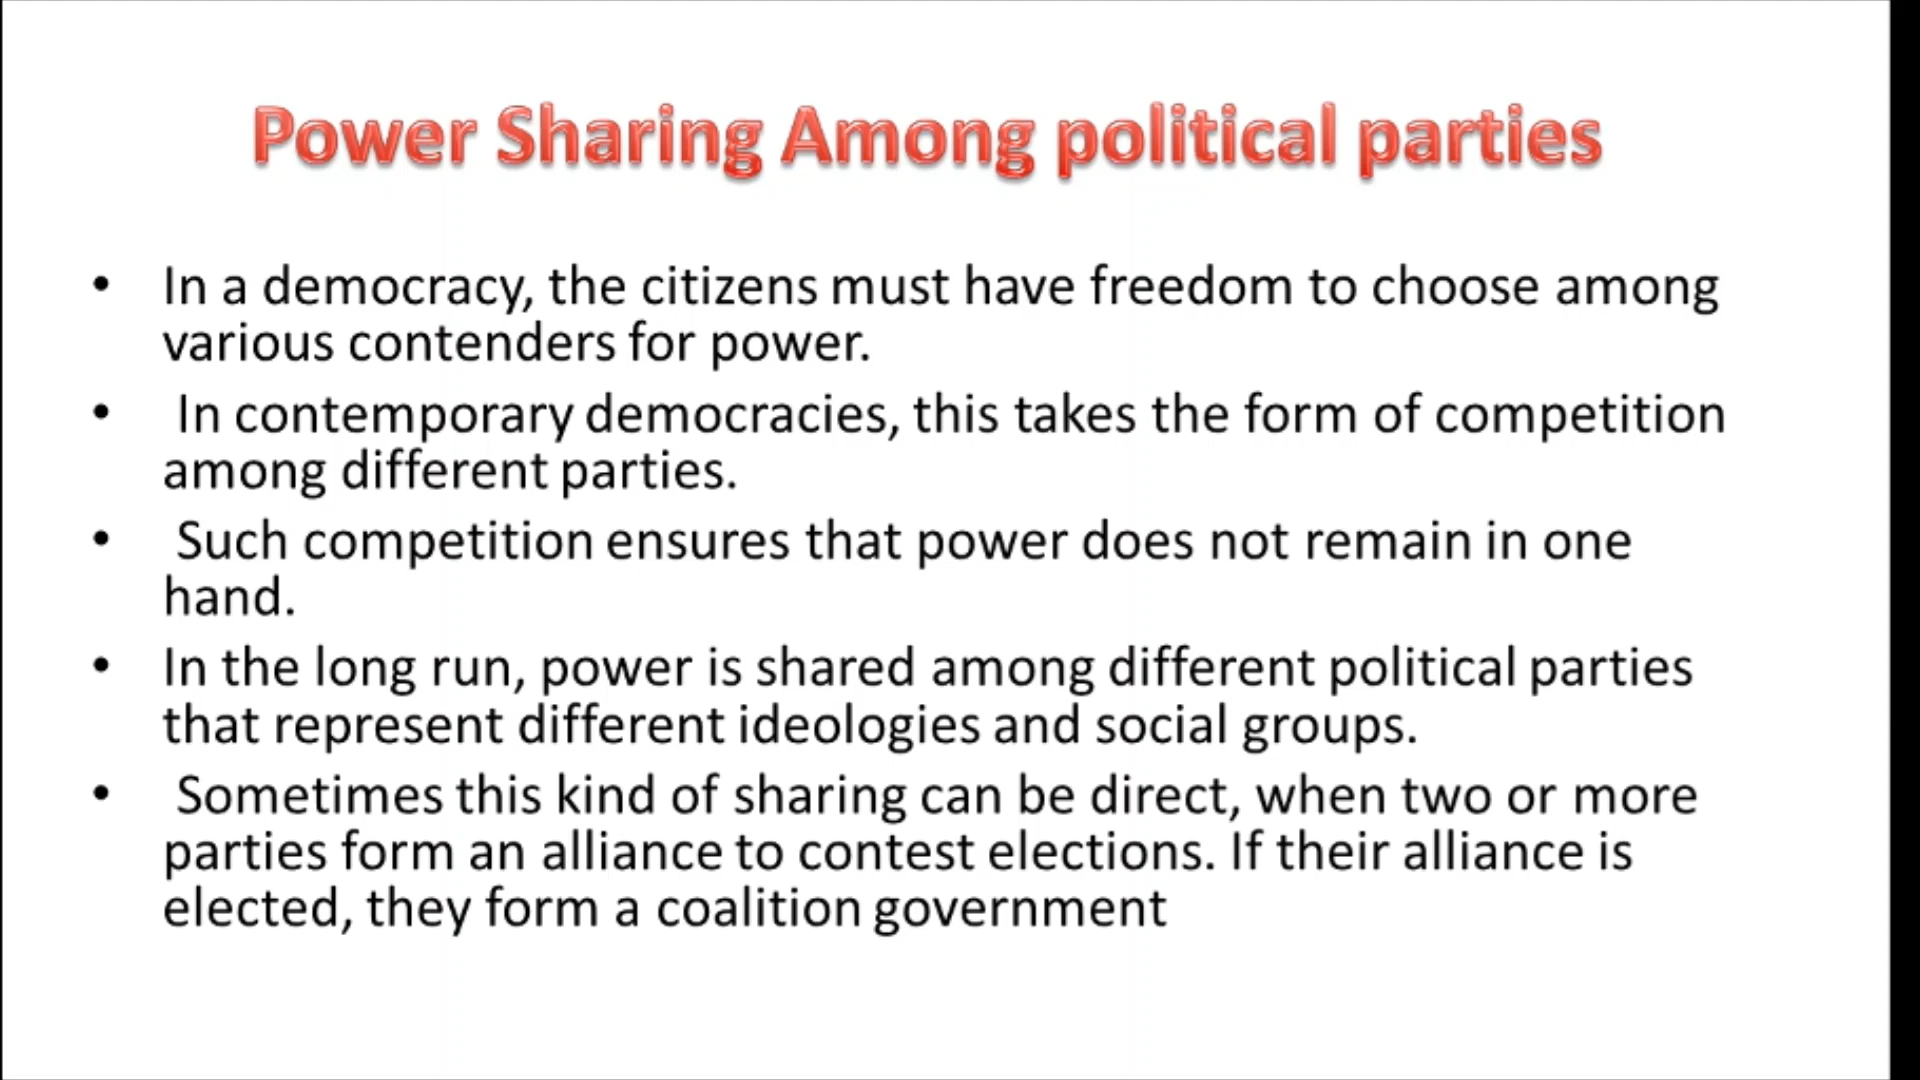 Power Sharing Among political parties
• In a democracy, the citizens must have freedom to choose among
various contenders for power.
• In contemporary democracies, this takes the form of competition
among different parties.
• Such competition ensures that power does not remain in one
hand.
• In the long run, power is shared among different political parties
that represent different ideologies and social groups.
• Sometimes this kind of sharing can be direct, when two or more
parties form an alliance to contest elections. If their alliance is
elected, they form a coalition government